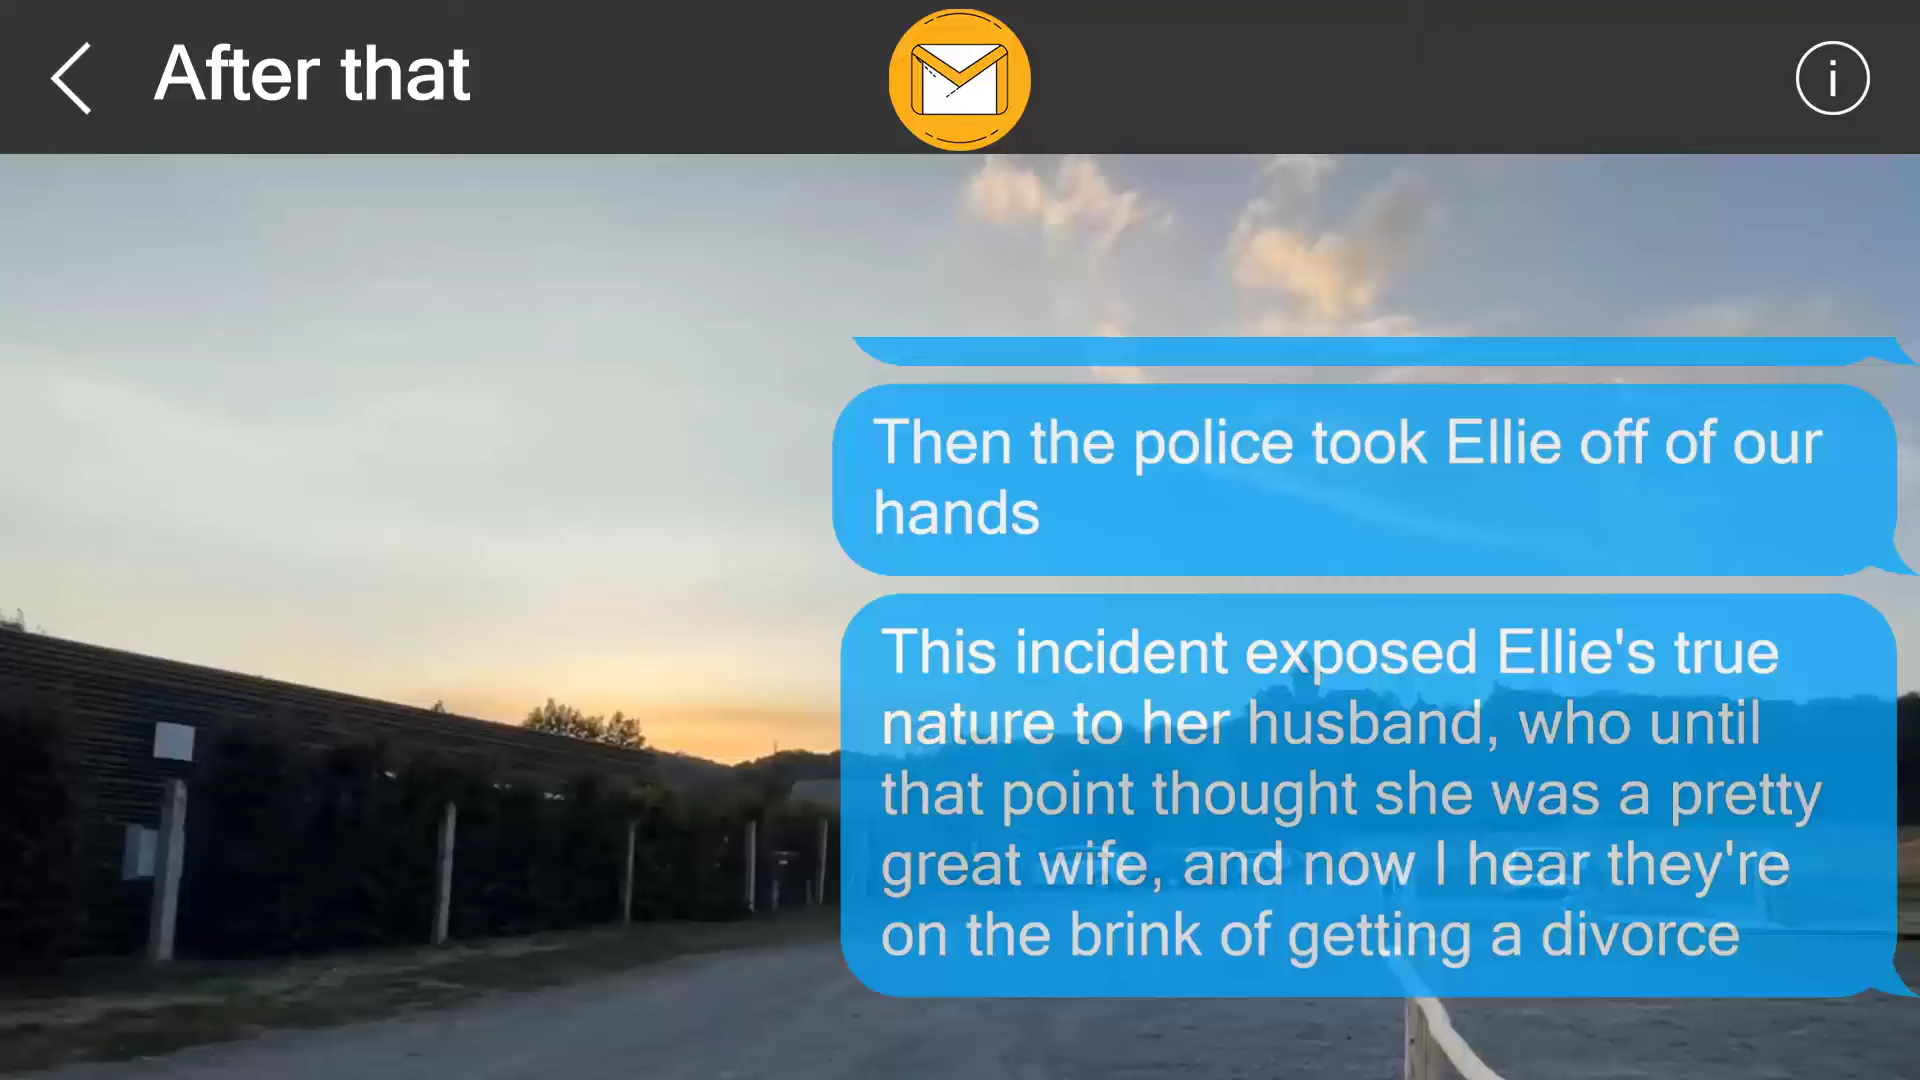 After that
i
Then the police took Ellie off of our
hands
This incident exposed Ellie's true
nature to her husband, who until
that point thought she was a pretty
great wife, and now I hear they're
on the brink of getting a divorce